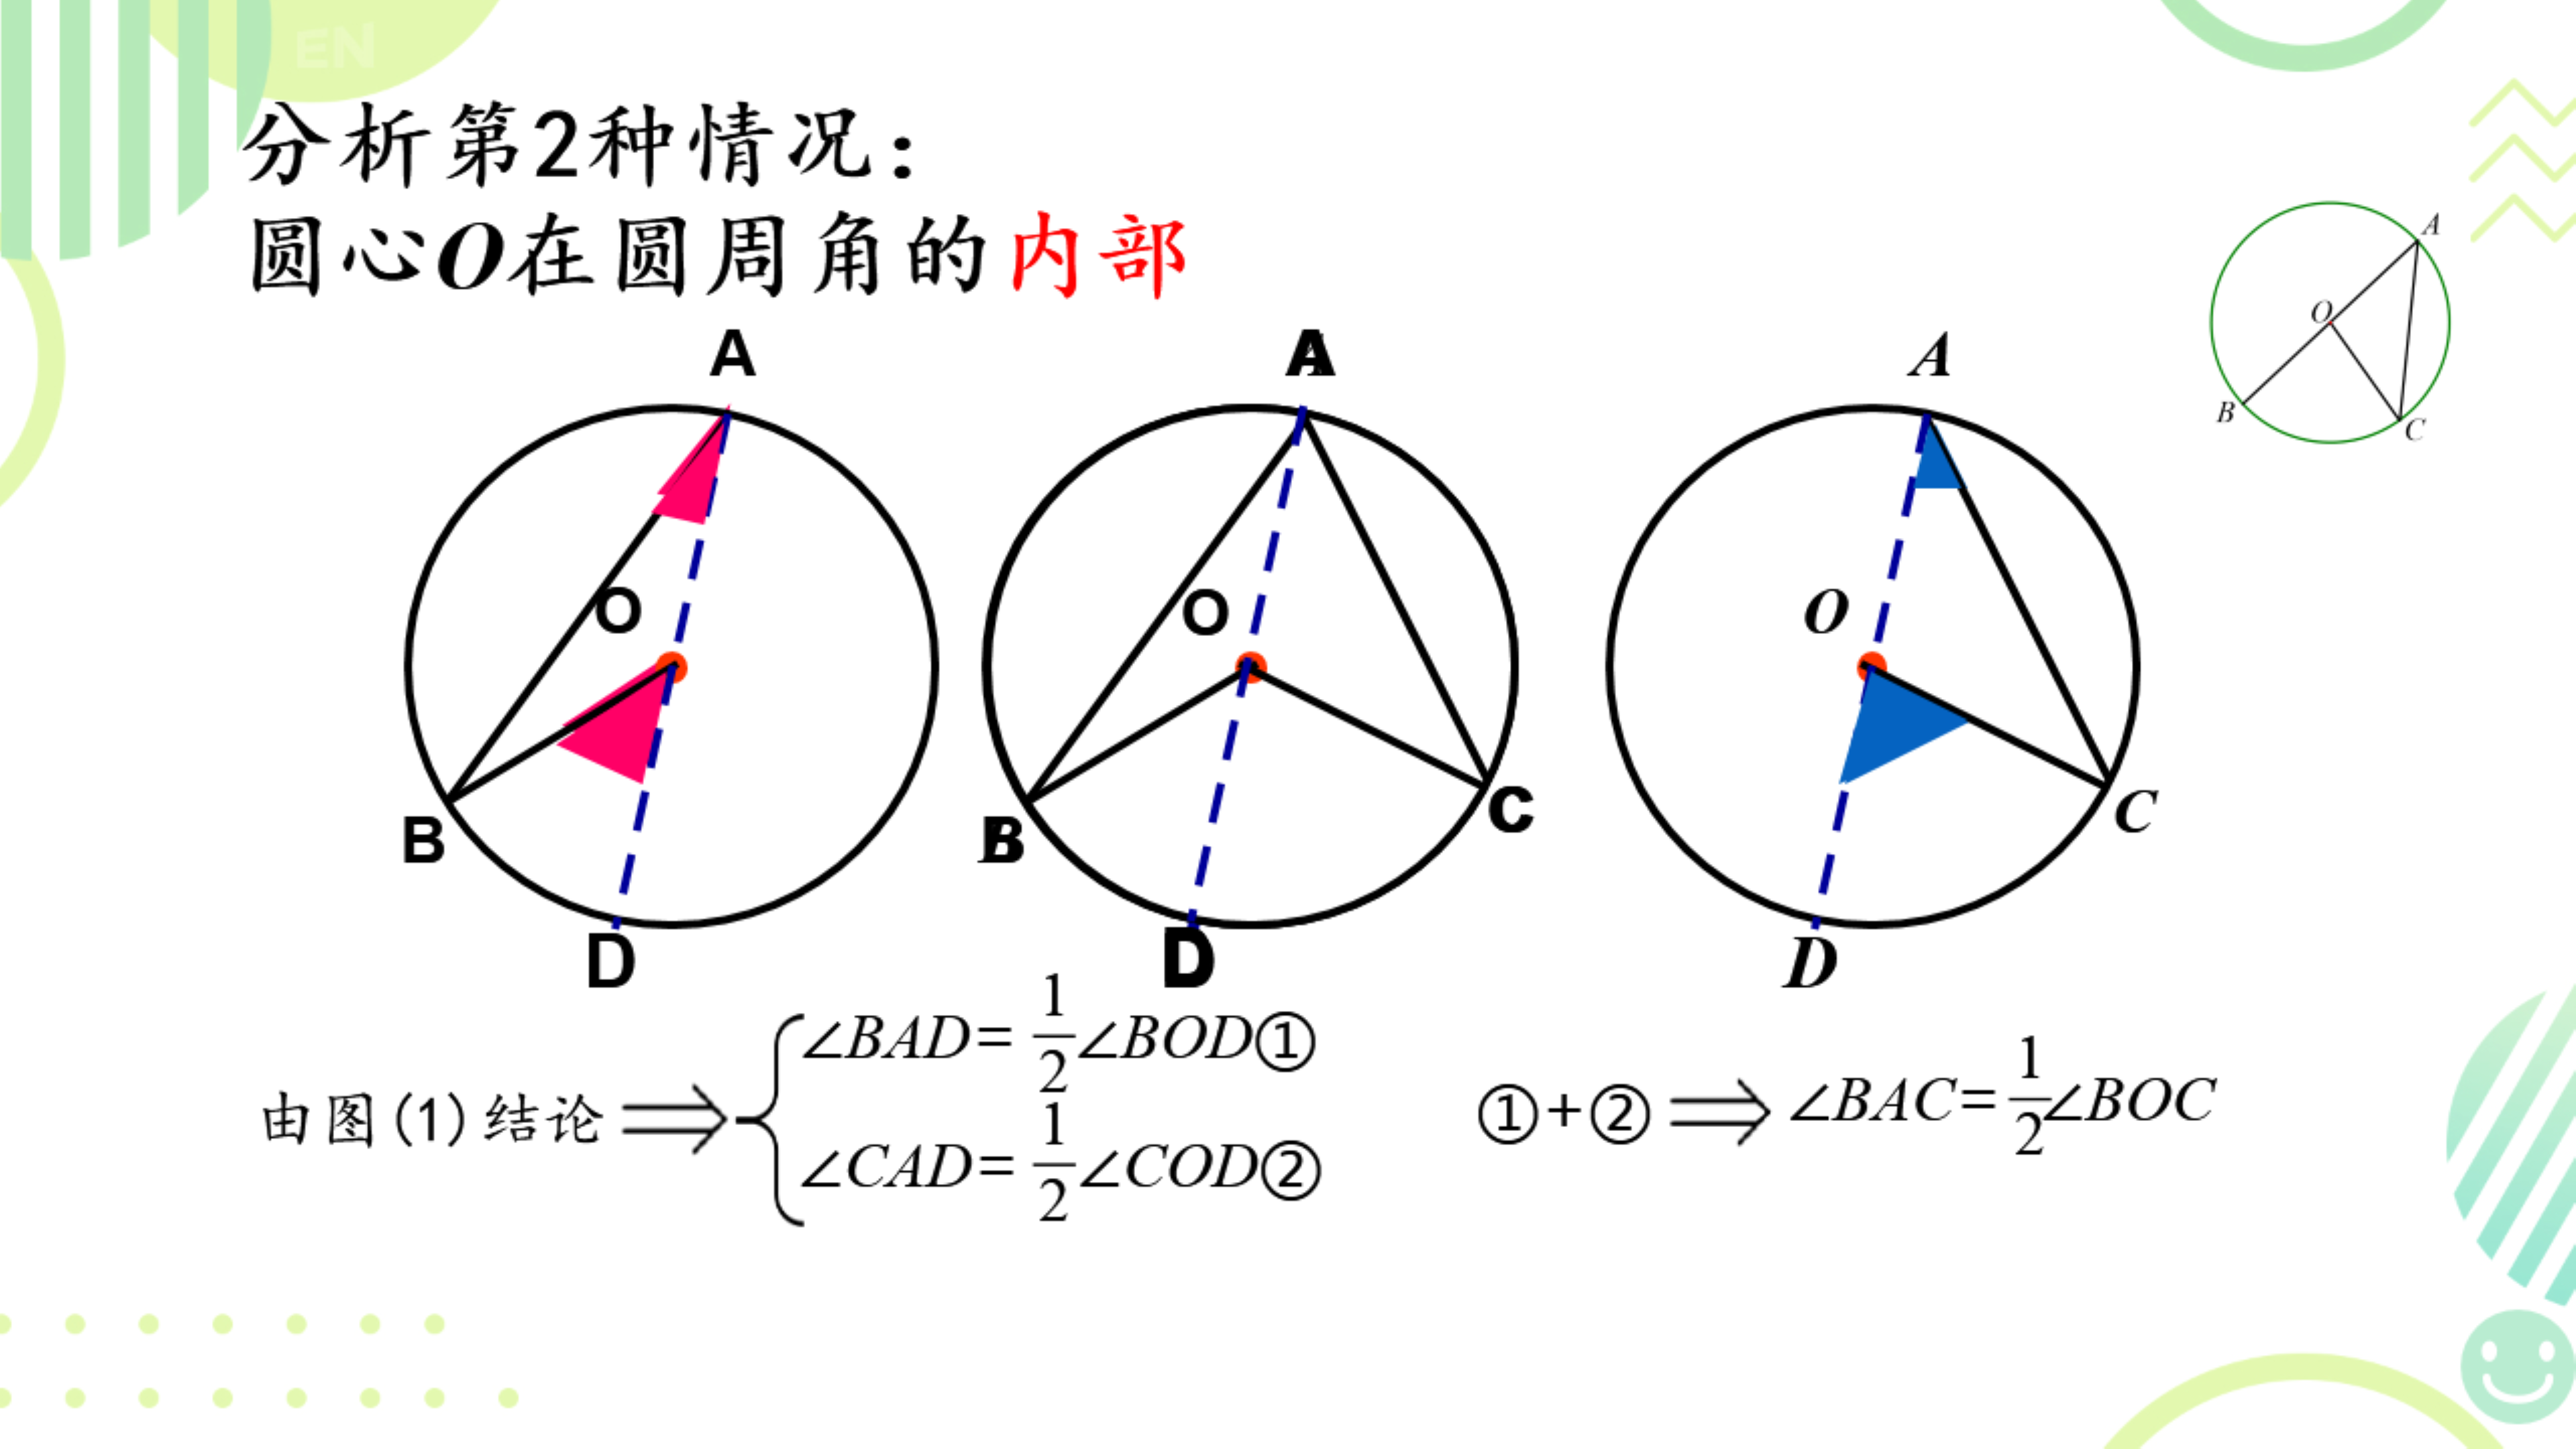 EN
分析第2种情况：
圆心O在圆周角的内部
A
O
B
C
A
O
B
D
A
O
B
C
D
A
O
C
D
由图(1)结论⇒
∠BAD=1/2∠BOD①
∠CAD=1/2∠COD②
①+②⇒∠BAC=1/2∠BOC